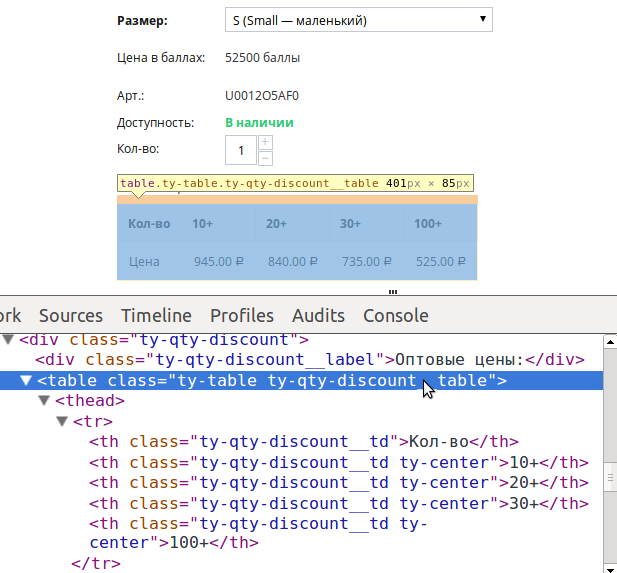 Размер: S (Small — маленький)
Цена в баллах: 52500 баллы
Арт.: U0012O5AF0
Доступность: В наличии
Кол-во: 1
table.ty-table.ty-qty-discount__table 401px × 85px
Кол-во 10+ 20+ 30+ 100+
Цена 945.00 ₽ 840.00 ₽ 735.00 ₽ 525.00 ₽
ork Sources Timeline Profiles Audits Console
<div class="ty-qty-discount">
<div class="ty-qty-discount__label">Оптовые цены:</div>
<table class="ty-table ty-qty-discount__table">
<thead>
<tr>
<th class="ty-qty-discount__td">Кол-во</th>
<th class="ty-qty-discount__td ty-center">10+</th>
<th class="ty-qty-discount__td ty-center">20+</th>
<th class="ty-qty-discount__td ty-center">30+</th>
<th class="ty-qty-discount__td ty-
center">100+</th>
</tr>